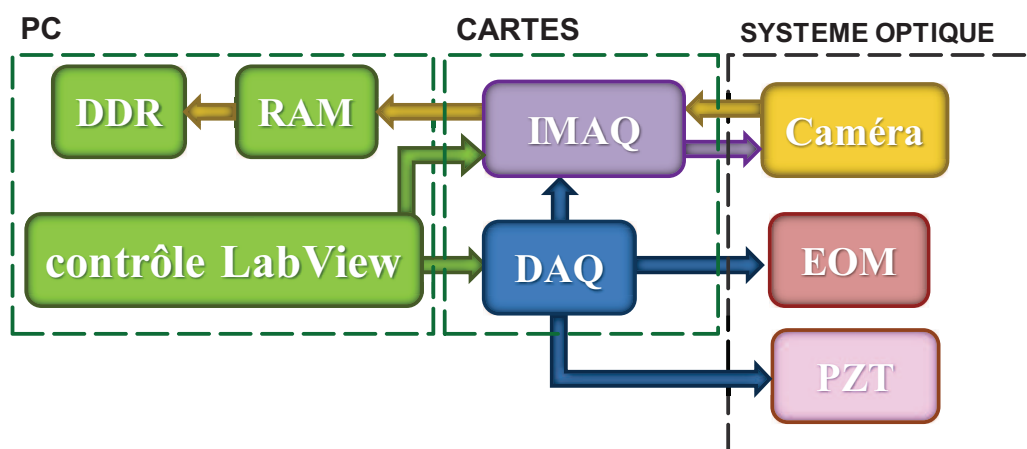 PC
CARTES
SYSTEME OPTIQUE
DDR
RAM
IMAQ
Caméra
contrôle LabView
DAQ
EOM
PZT